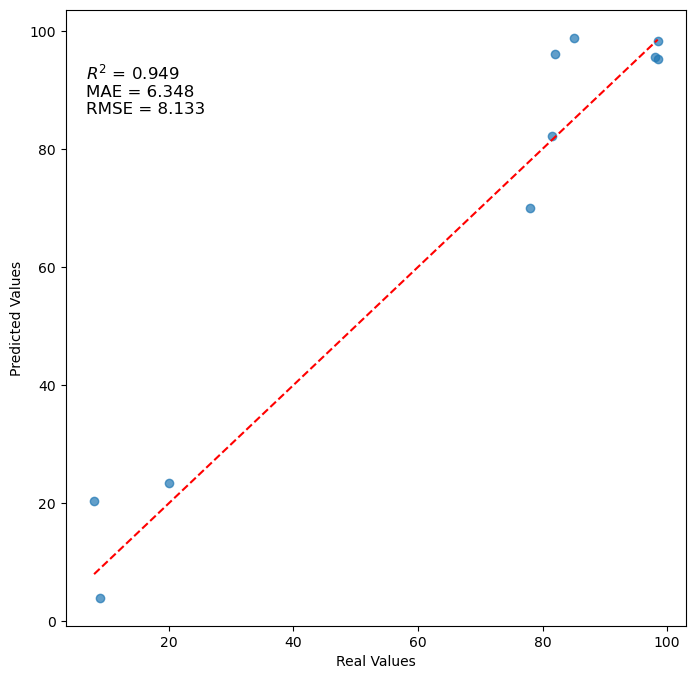 R² = 0.949
MAE = 6.348
RMSE = 8.133
100
80
60
40
20
0
Predicted Values
20
40
60
80
100
Real Values